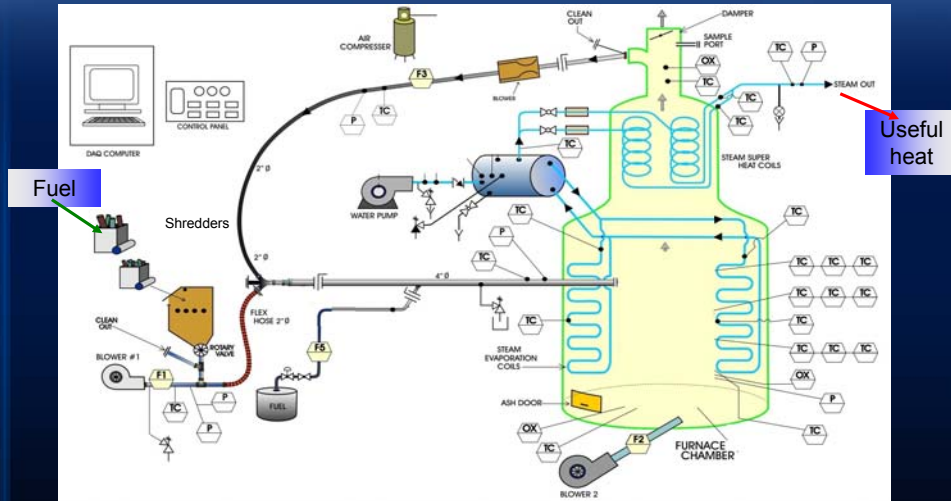 CLEAN
OUT
DAMPER
AIR
COMPRESSER
SAMPLE
PORT
OX
TC
TC
P
STEAM OUT
F3
BLOWER
P
TC
TC
TC
Useful
heat
DAQ COMPUTER
CONTROL PANEL
TC
STEAM SUPER
HEAT COILS
Fuel
2" Ø
WATER PUMP
Shredders
TC
P
TC
TC
TC
2" Ø
4" Ø
TC
TC
TC
FLEX
HOSE 2" Ø
TC
TC
TC
CLEAN
OUT
ROTARY
VALVE
TC
TC
F5
TC
TC
TC
BLOWER #1
STEAM
EVAPORATION
COILS
F1
P
FUEL
OX
TC
P
ASH DOOR
P
OX
TC
TC
F2
FURNACE
CHAMBER
BLOWER 2